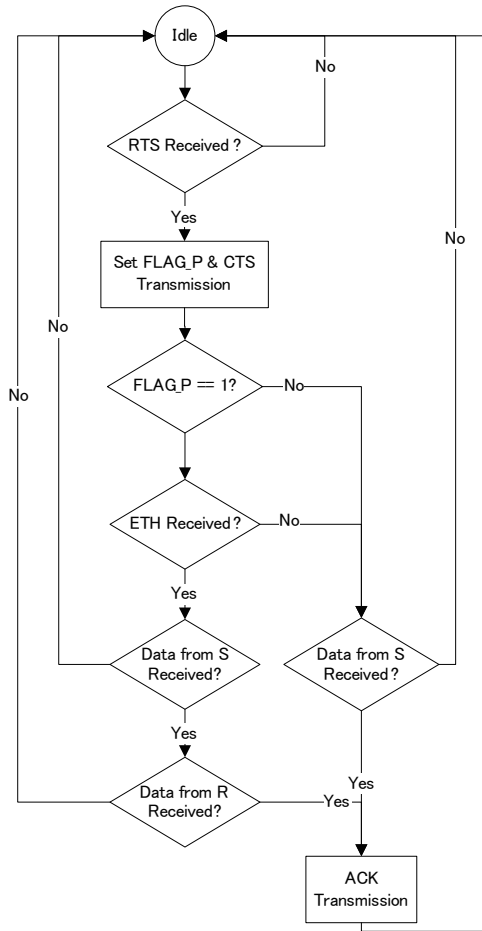 Idle
No
RTS Received ?
Yes
Set FLAG_P & CTS
Transmission
No
No
FLAG_P == 1?
No
No
ETH Received?
No
Yes
Data from S
Received?
Data from S
Received?
Yes
Data from R
Received?
Yes
Yes
ACK
Transmission